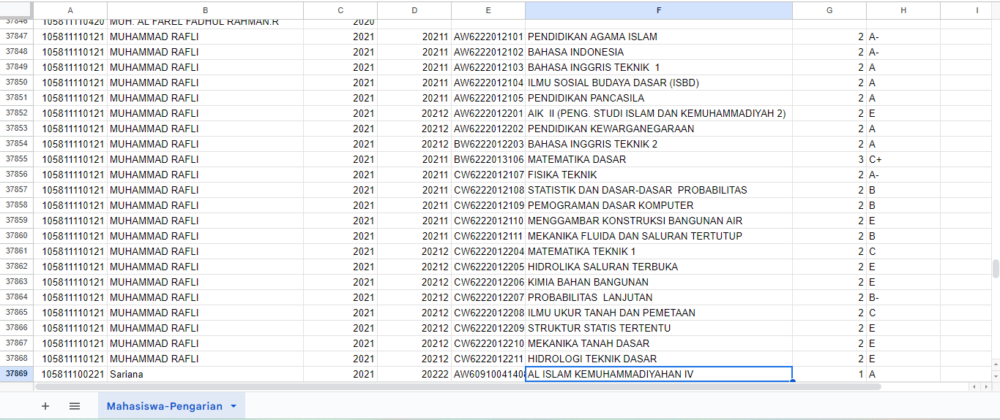 A B C D E F G H I
37846 105811110420 MUH. AL FAREL FADHUL RAHMAN.R 2020
37847 105811110121 MUHAMMAD RAFLI 2021 20211 AW6222012101 PENDIDIKAN AGAMA ISLAM 2 A-
37848 105811110121 MUHAMMAD RAFLI 2021 20211 AW6222012102 BAHASA INDONESIA 2 A-
37849 105811110121 MUHAMMAD RAFLI 2021 20211 AW6222012103 BAHASA INGGRIS TEKNIK  1 2 A
37850 105811110121 MUHAMMAD RAFLI 2021 20211 AW6222012104 ILMU SOSIAL BUDAYA DASAR (ISBD) 2 A
37851 105811110121 MUHAMMAD RAFLI 2021 20211 AW6222012105 PENDIDIKAN PANCASILA 2 A
37852 105811110121 MUHAMMAD RAFLI 2021 20212 AW6222012201 AIK  II (PENG. STUDI ISLAM DAN KEMUHAMMADIYAH 2) 2 E
37853 105811110121 MUHAMMAD RAFLI 2021 20212 AW6222012202 PENDIDIKAN KEWARGANEGARAAN 2 A
37854 105811110121 MUHAMMAD RAFLI 2021 20212 BW6222012203 BAHASA INGGRIS TEKNIK 2 2 A
37855 105811110121 MUHAMMAD RAFLI 2021 20211 BW6222013106 MATEMATIKA DASAR 3 C+
37856 105811110121 MUHAMMAD RAFLI 2021 20211 CW6222012107 FISIKA TEKNIK 2 A-
37857 105811110121 MUHAMMAD RAFLI 2021 20211 CW6222012108 STATISTIK DAN DASAR-DASAR  PROBABILITAS 2 B
37858 105811110121 MUHAMMAD RAFLI 2021 20211 CW6222012109 PEMOGRAMAN DASAR KOMPUTER 2 B
37859 105811110121 MUHAMMAD RAFLI 2021 20211 CW6222012110 MENGGAMBAR KONSTRUKSI BANGUNAN AIR 2 E
37860 105811110121 MUHAMMAD RAFLI 2021 20211 CW6222012111 MEKANIKA FLUIDA DAN SALURAN TERTUTUP 2 B
37861 105811110121 MUHAMMAD RAFLI 2021 20212 CW6222012204 MATEMATIKA TEKNIK 1 2 C
37862 105811110121 MUHAMMAD RAFLI 2021 20212 CW6222012205 HIDROLIKA SALURAN TERBUKA 2 E
37863 105811110121 MUHAMMAD RAFLI 2021 20212 CW6222012206 KIMIA BAHAN BANGUNAN 2 E
37864 105811110121 MUHAMMAD RAFLI 2021 20212 CW6222012207 PROBABILITAS  LANJUTAN 2 B-
37865 105811110121 MUHAMMAD RAFLI 2021 20212 CW6222012208 ILMU UKUR TANAH DAN PEMETAAN 2 C
37866 105811110121 MUHAMMAD RAFLI 2021 20212 CW6222012209 STRUKTUR STATIS TERTENTU 2 E
37867 105811110121 MUHAMMAD RAFLI 2021 20212 CW6222012210 MEKANIKA TANAH DASAR 2 E
37868 105811110121 MUHAMMAD RAFLI 2021 20212 CW6222012211 HIDROLOGI TEKNIK DASAR 2 E
37869 105811100221 Sariana 2021 20222 AW60910041408 AL ISLAM KEMUHAMMADIYAHAN IV 1 A
Mahasiswa-Pengarian